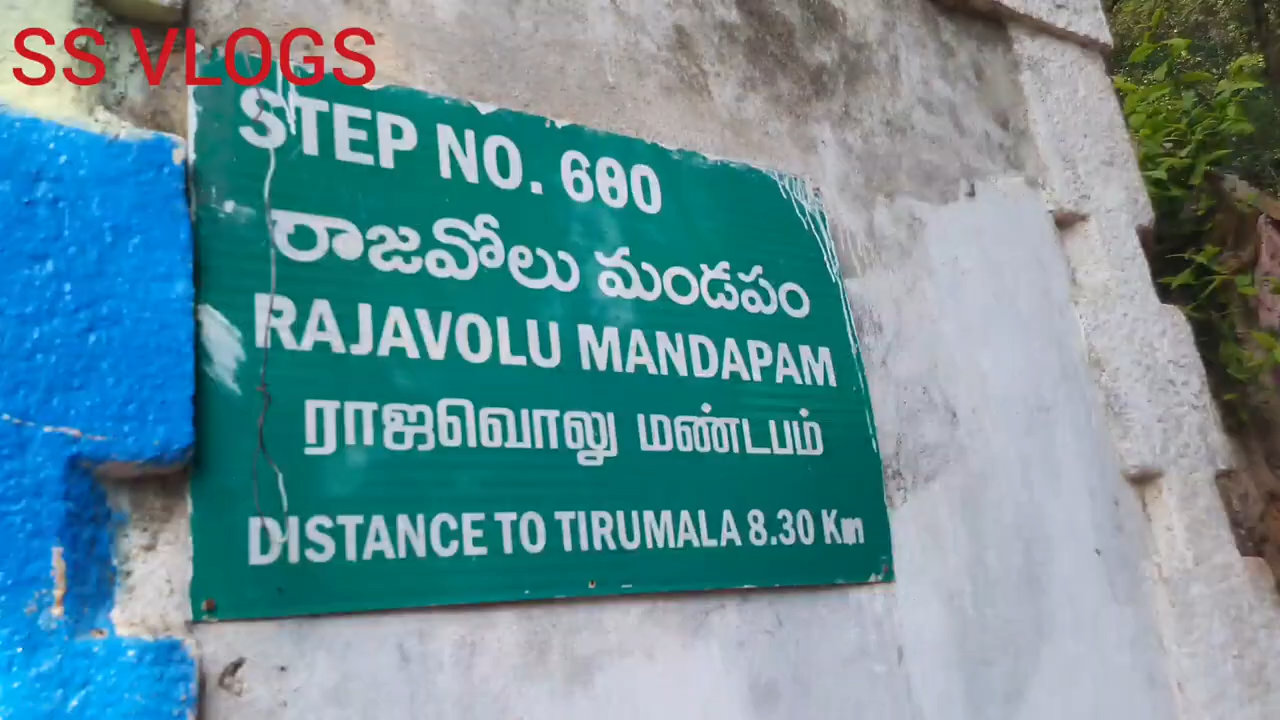 SS VLOGS
STEP NO. 600
రాజవోలు మండపం
RAJAVOLU MANDAPAM
ராஜவொலு மண்டபம்
DISTANCE TO TIRUMALA 8.30 Km